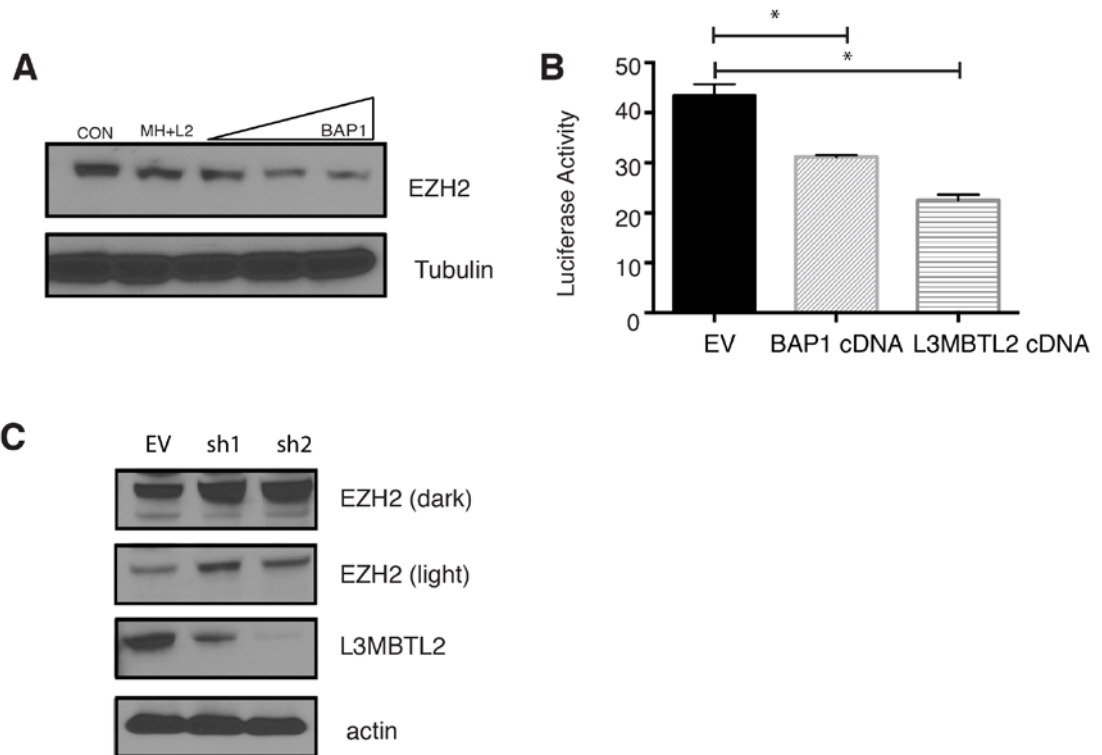 A
CON MH+L2 BAP1
EZH2
Tubulin
B
*
*
Luciferase Activity
50
40
30
20
10
0
EV BAP1 cDNA L3MBTL2 cDNA
C
EV sh1 sh2
EZH2 (dark)
EZH2 (light)
L3MBTL2
actin